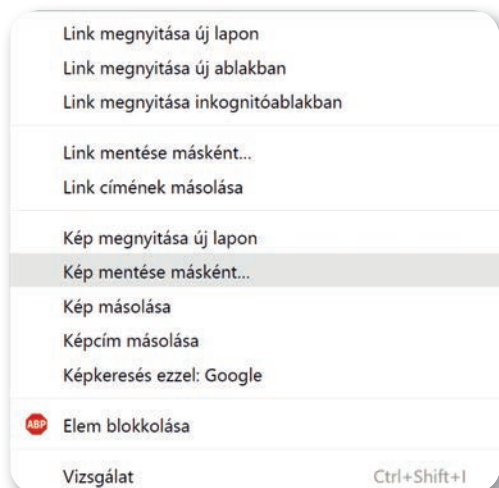 Link megnyitása új lapon
Link megnyitása új ablakban
Link megnyitása inkognitóablakban
Link mentése másként...
Link címének másolása
Kép megnyitása új lapon
Kép mentése másként...
Kép másolása
Képcím másolása
Képkeresés ezzel: Google
ABP Elem blokkolása
Vizsgálat Ctrl+Shift+I